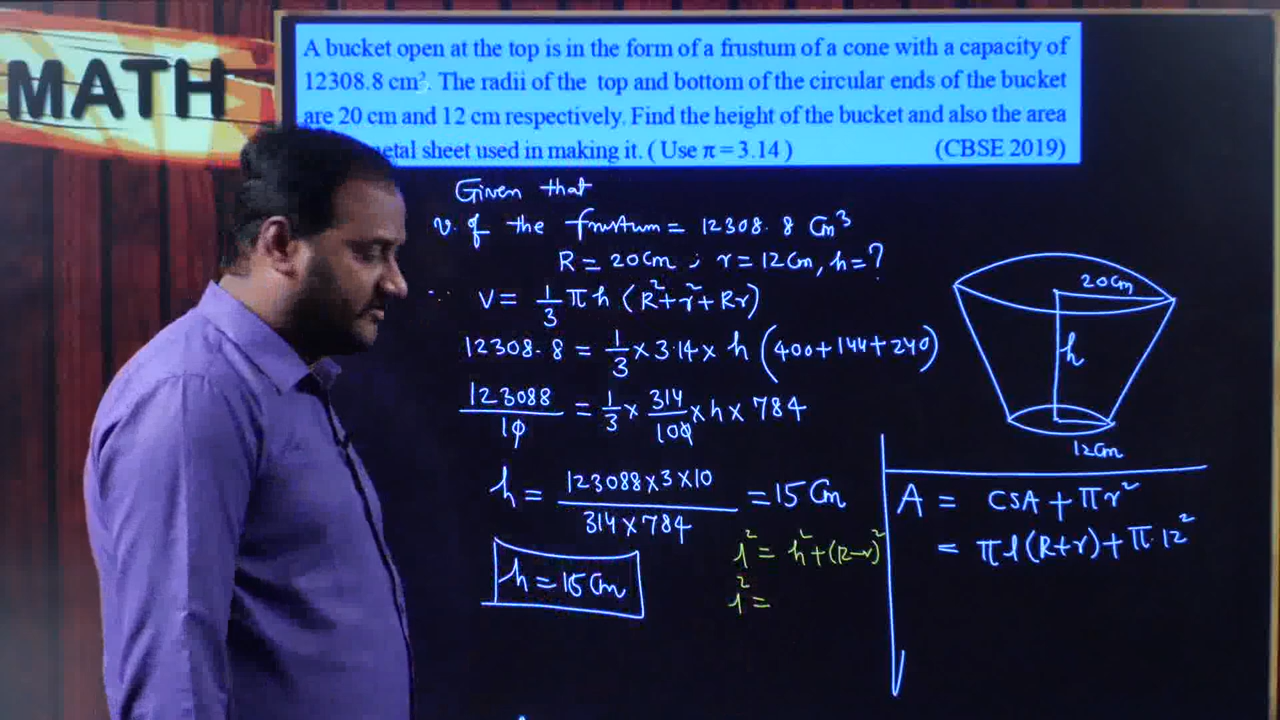 MATH
A bucket open at the top is in the form of a frustum of a cone with a capacity of
12308.8 cm³. The radii of the top and bottom of the circular ends of the bucket
are 20 cm and 12 cm respectively. Find the height of the bucket and also the area
etal sheet used in making it. ( Use π = 3.14 ) (CBSE 2019)
Given that
v. of the frustum = 12308.8 Cm³
R = 20Cm ; r = 12Cm, h = ?
∵ V = 1/3 π h (R²+r²+Rr)
12308.8 = 1/3 × 3.14 × h (400+144+240)
123088/10 = 1/3 × 314/100 × h × 784
h = 123088×3×10 / 314×784 = 15 Cm
h = 15 Cm
l² = h²+(R-r)²
l² =
20Cm
h
12Cm
A = CSA + πr²
= πl(R+r)+π.12²